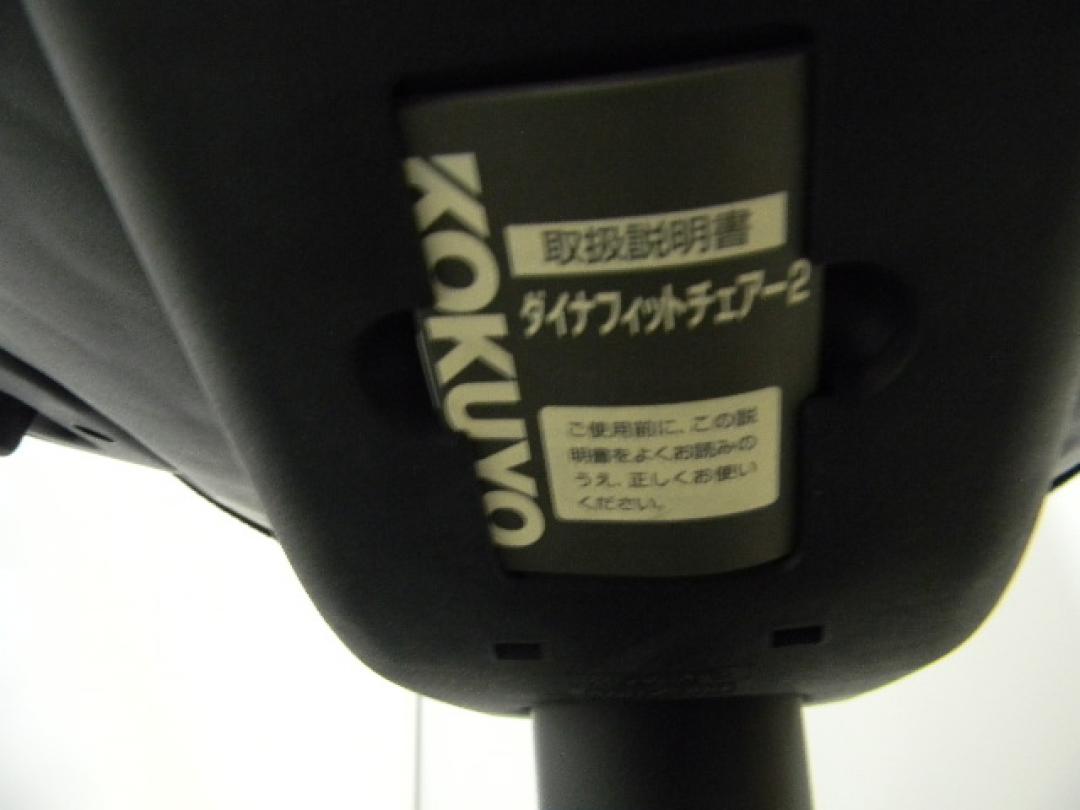 KOKUYO
取扱説明書
ダイナフィットチェアー2
ご使用前に、この説
明書をよくお読みの
うえ、正しくお使い
ください。